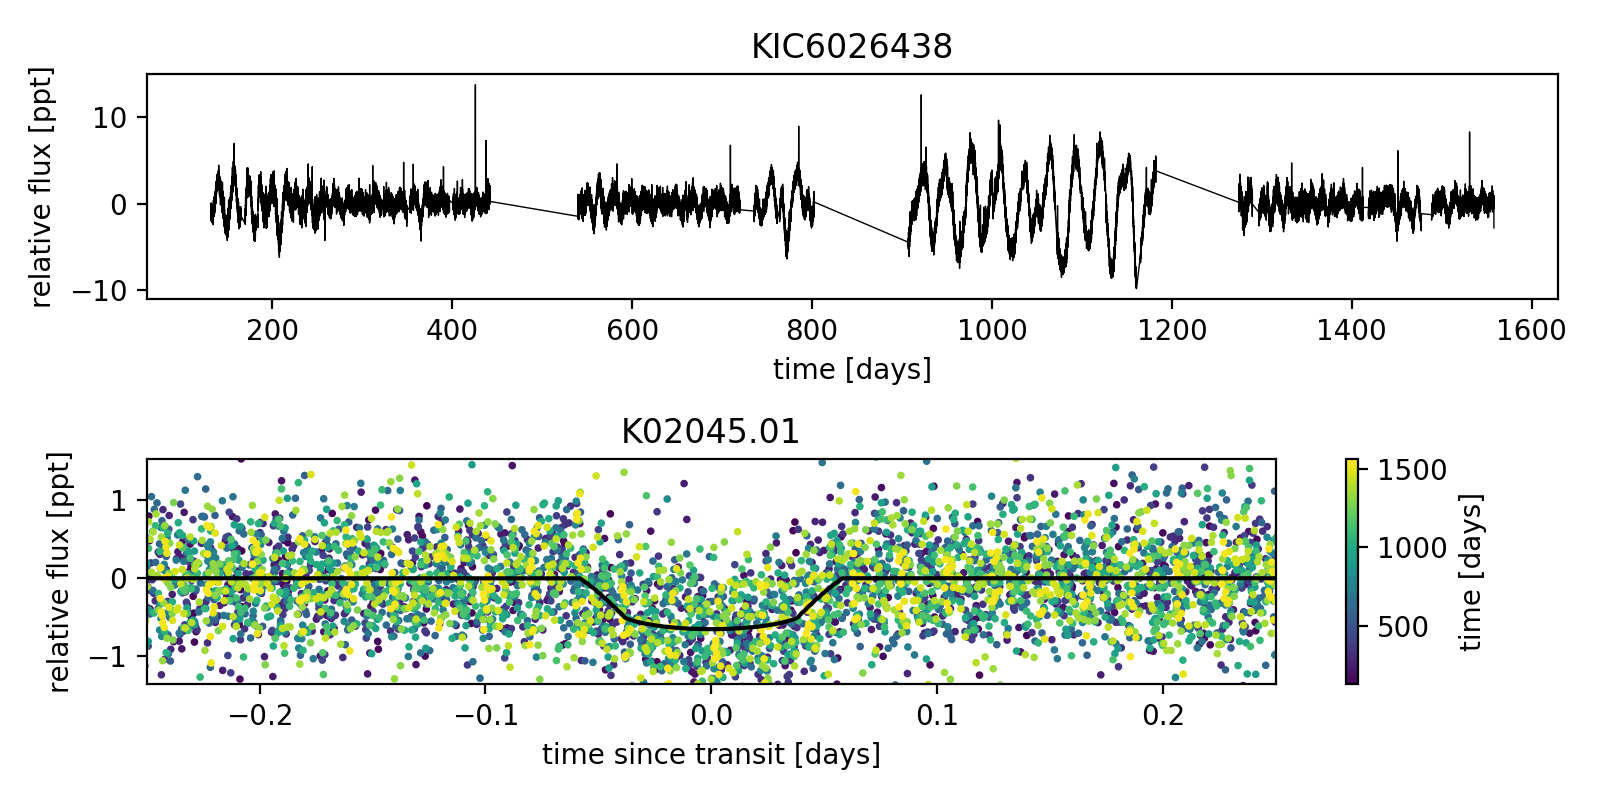 KIC6026438
relative flux [ppt]
10
0
−10
200 400 600 800 1000 1200 1400 1600
time [days]
K02045.01
relative flux [ppt]
1
0
−1
−0.2 −0.1 0.0 0.1 0.2
time since transit [days]
1500
1000
500
time [days]